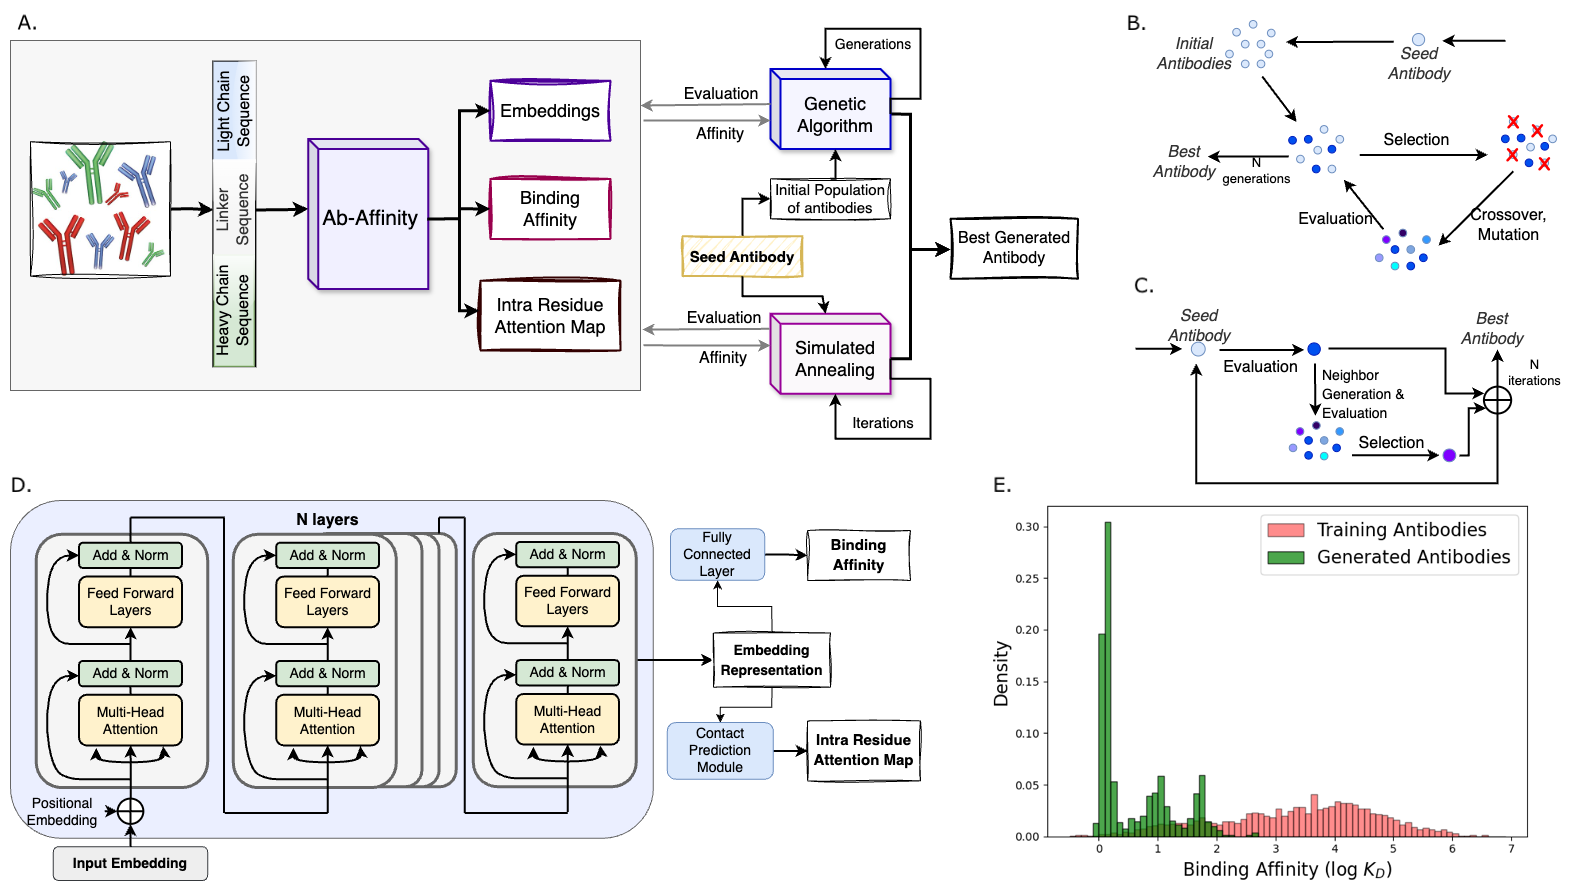 A.
Light Chain
Sequence
Linker
Sequence
Heavy Chain
Sequence
Ab-Affinity
Embeddings
Binding
Affinity
Intra Residue
Attention Map
Evaluation
Affinity
Generations
Genetic
Algorithm
Initial Population
of antibodies
Seed Antibody
Evaluation
Affinity
Simulated
Annealing
Iterations
Best Generated
Antibody
B.
Initial
Antibodies
Seed
Antibody
Best
Antibody
N
generations
Selection
Evaluation
Crossover,
Mutation
C.
Seed
Antibody
Evaluation
Neighbor
Generation &
Evaluation
Selection
Best
Antibody
N
iterations
D.
N layers
Add & Norm
Feed Forward
Layers
Add & Norm
Multi-Head
Attention
Positional
Embedding
Input Embedding
Add & Norm
Feed Forward
Layers
Add & Norm
Multi-Head
Attention
Add & Norm
Feed Forward
Layers
Add & Norm
Multi-Head
Attention
Fully
Connected
Layer
Binding
Affinity
Embedding
Representation
Contact
Prediction
Module
Intra Residue
Attention Map
E.
Training Antibodies
Generated Antibodies
Density
0.30
0.25
0.20
0.15
0.10
0.05
0.00
0 1 2 3 4 5 6 7
Binding Affinity (log K_D)